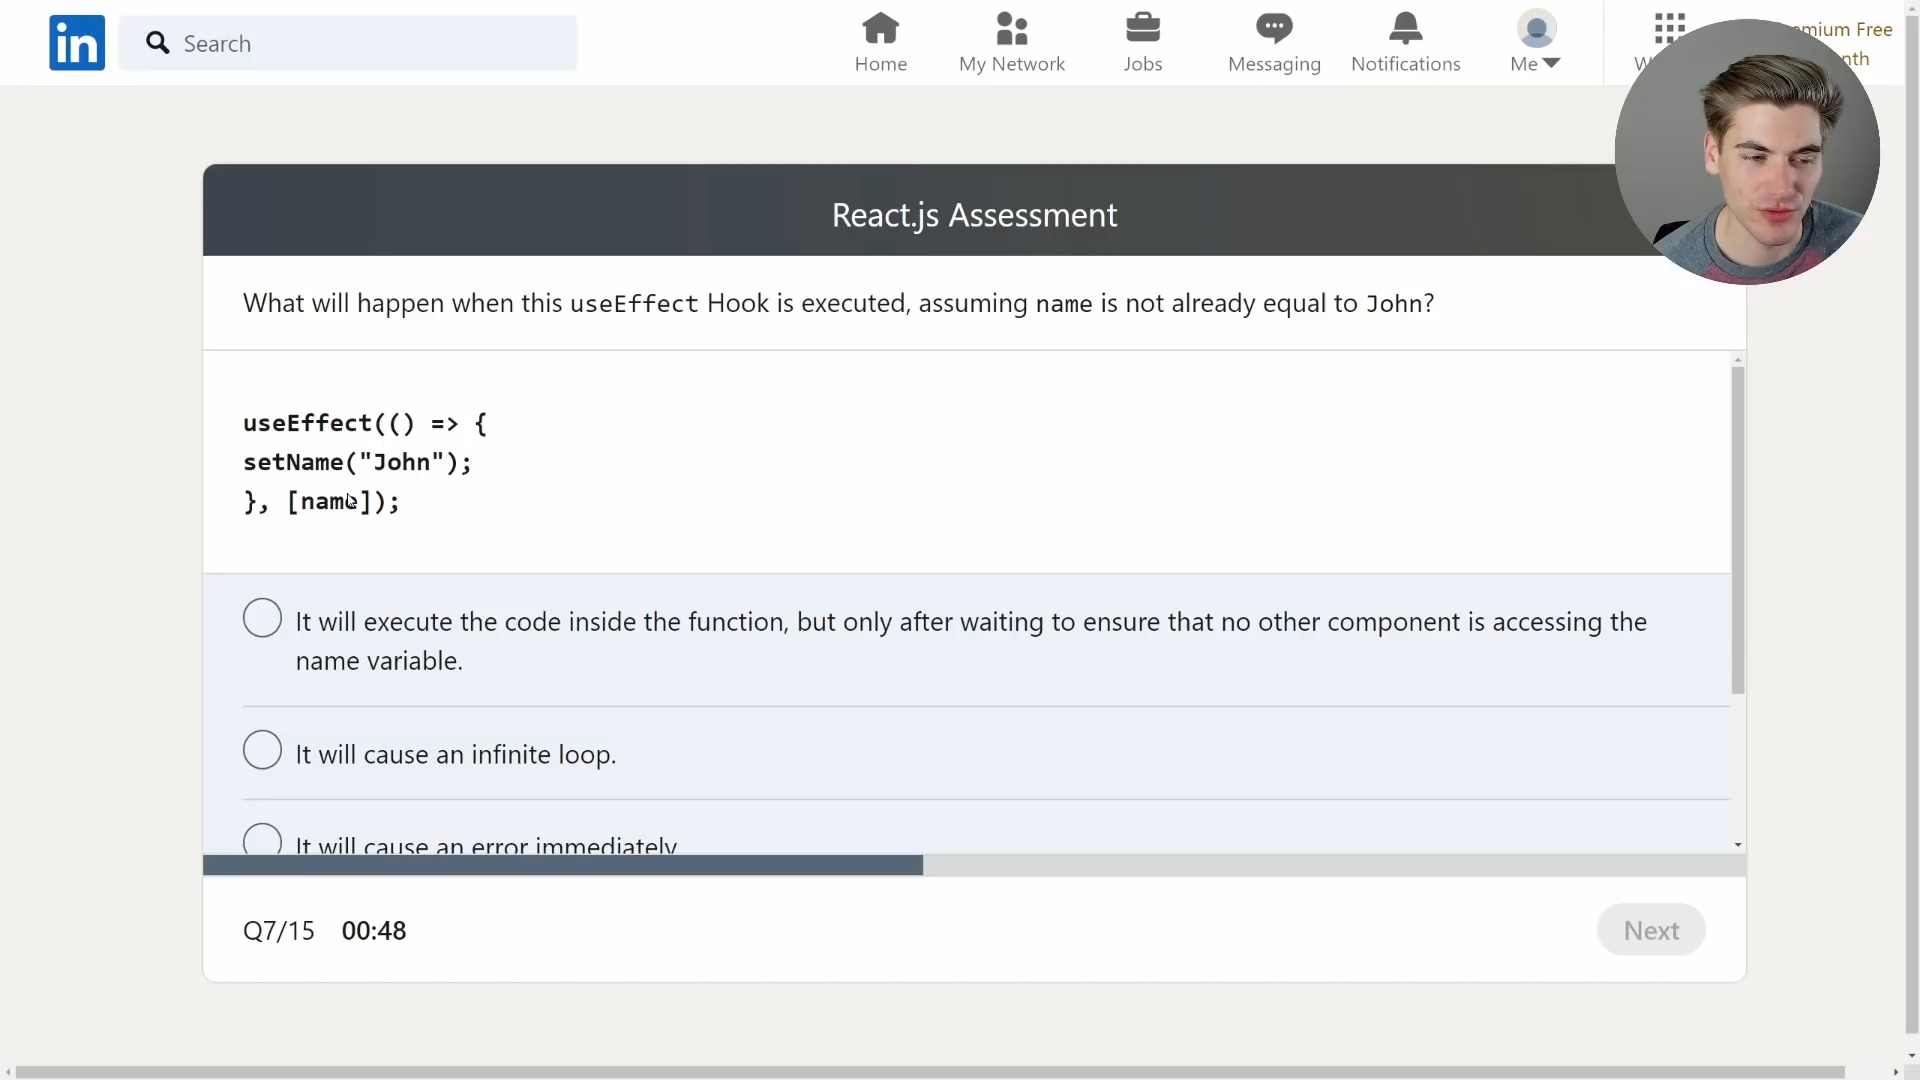 in
Search
Home
My Network
Jobs
Messaging
Notifications
Me
W
mium Free
nth
React.js Assessment
What will happen when this useEffect Hook is executed, assuming name is not already equal to John?
useEffect(() => {
setName("John");
}, [name]);
It will execute the code inside the function, but only after waiting to ensure that no other component is accessing the
name variable.
It will cause an infinite loop.
It will cause an error immediately
Q7/15 00:48
Next